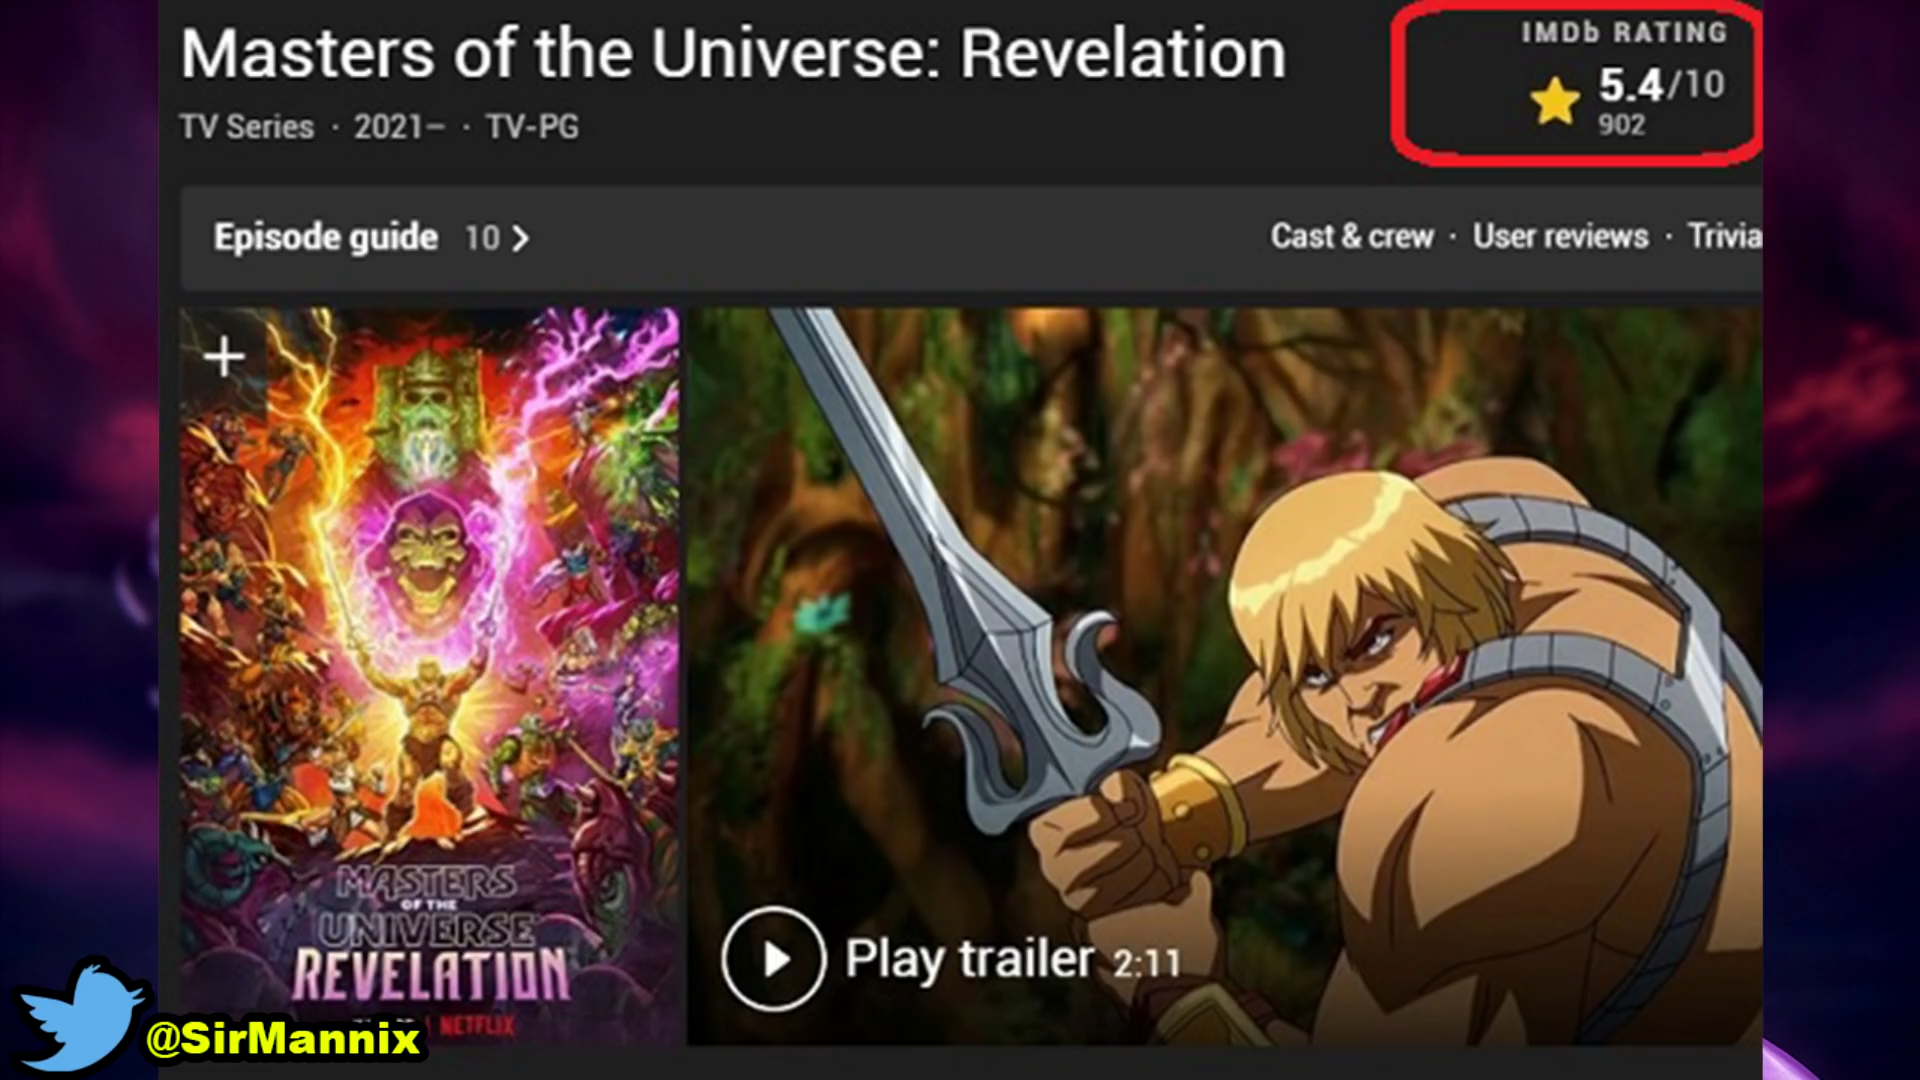 Masters of the Universe: Revelation
TV Series · 2021– · TV-PG
IMDb RATING
5.4/10
902
Episode guide 10
Cast & crew · User reviews · Trivia
MASTERS
OF THE
UNIVERSE
REVELATION
NETFLIX
Play trailer 2:11
@SirMannix